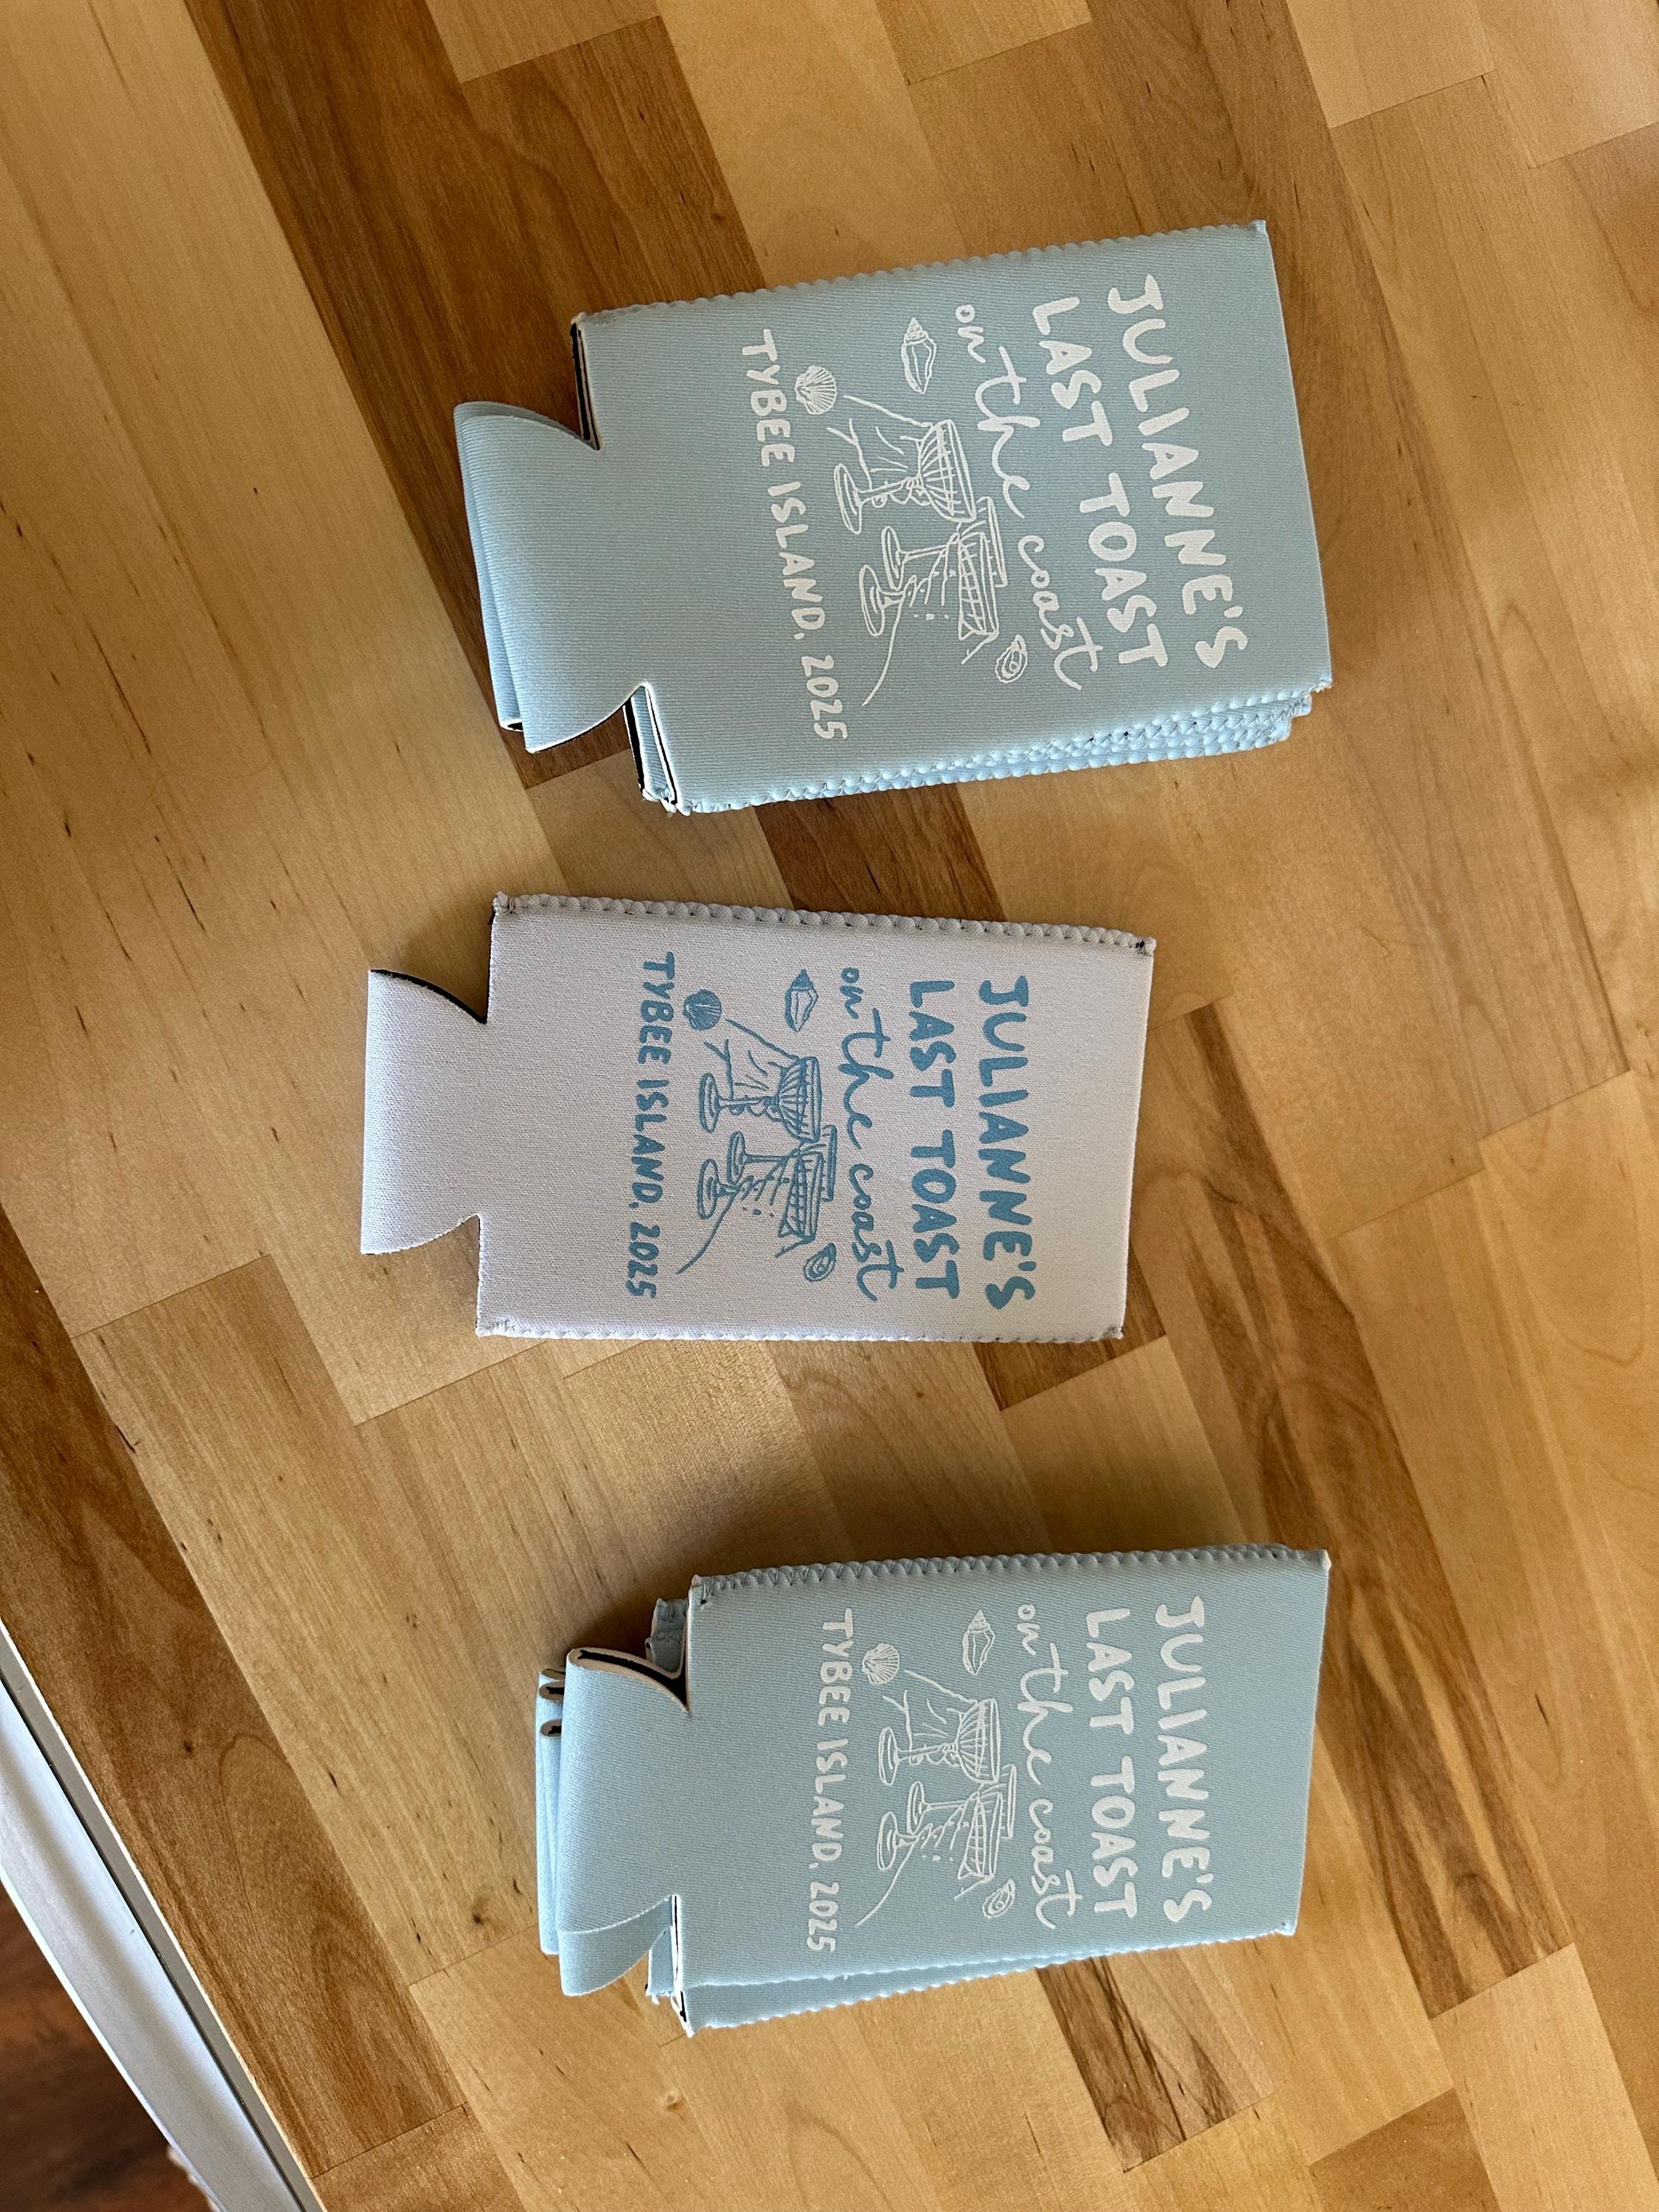 JULIANNE'S
LAST TOAST
on the coast
TYBEE ISLAND, 2025
JULIANNE'S
LAST TOAST
on the coast
TYBEE ISLAND, 2025
JULIANNE'S
LAST TOAST
on the coast
TYBEE ISLAND, 2025